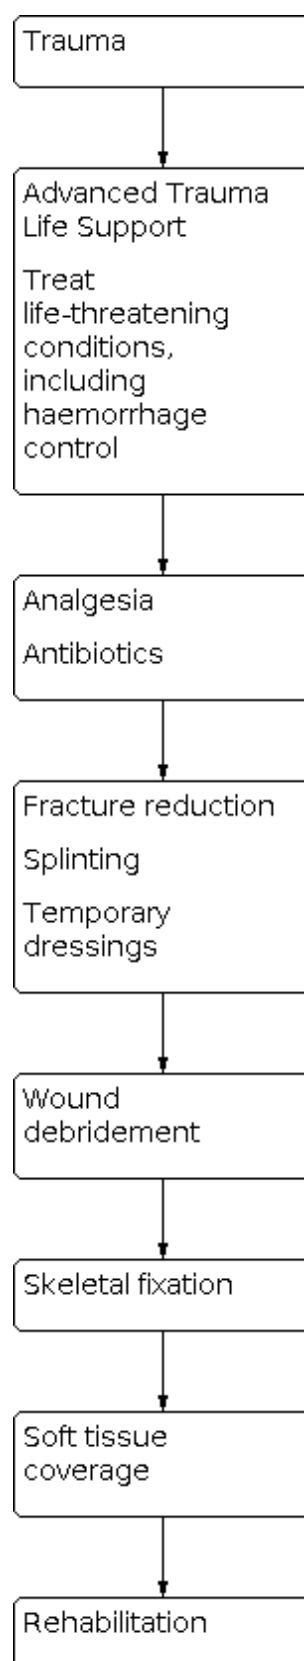 Trauma
Advanced Trauma
Life Support
Treat
life-threatening
conditions,
including
haemorrhage
control
Analgesia
Antibiotics
Fracture reduction
Splinting
Temporary
dressings
Wound
debridement
Skeletal fixation
Soft tissue
coverage
Rehabilitation